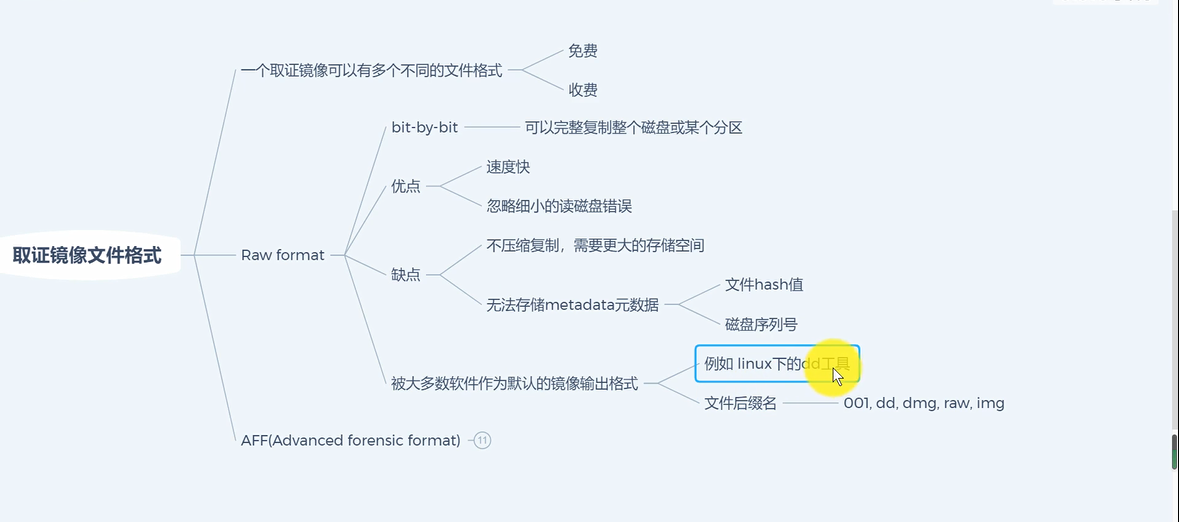 取证镜像文件格式
一个取证镜像可以有多个不同的文件格式
免费
收费
Raw format
bit-by-bit
可以完整复制整个磁盘或某个分区
优点
速度快
忽略细小的读磁盘错误
缺点
不压缩复制，需要更大的存储空间
无法存储metadata元数据
文件hash值
磁盘序列号
被大多数软件作为默认的镜像输出格式
例如 linux下的dd工具
文件后缀名
001, dd, dmg, raw, img
AFF(Advanced forensic format)
11